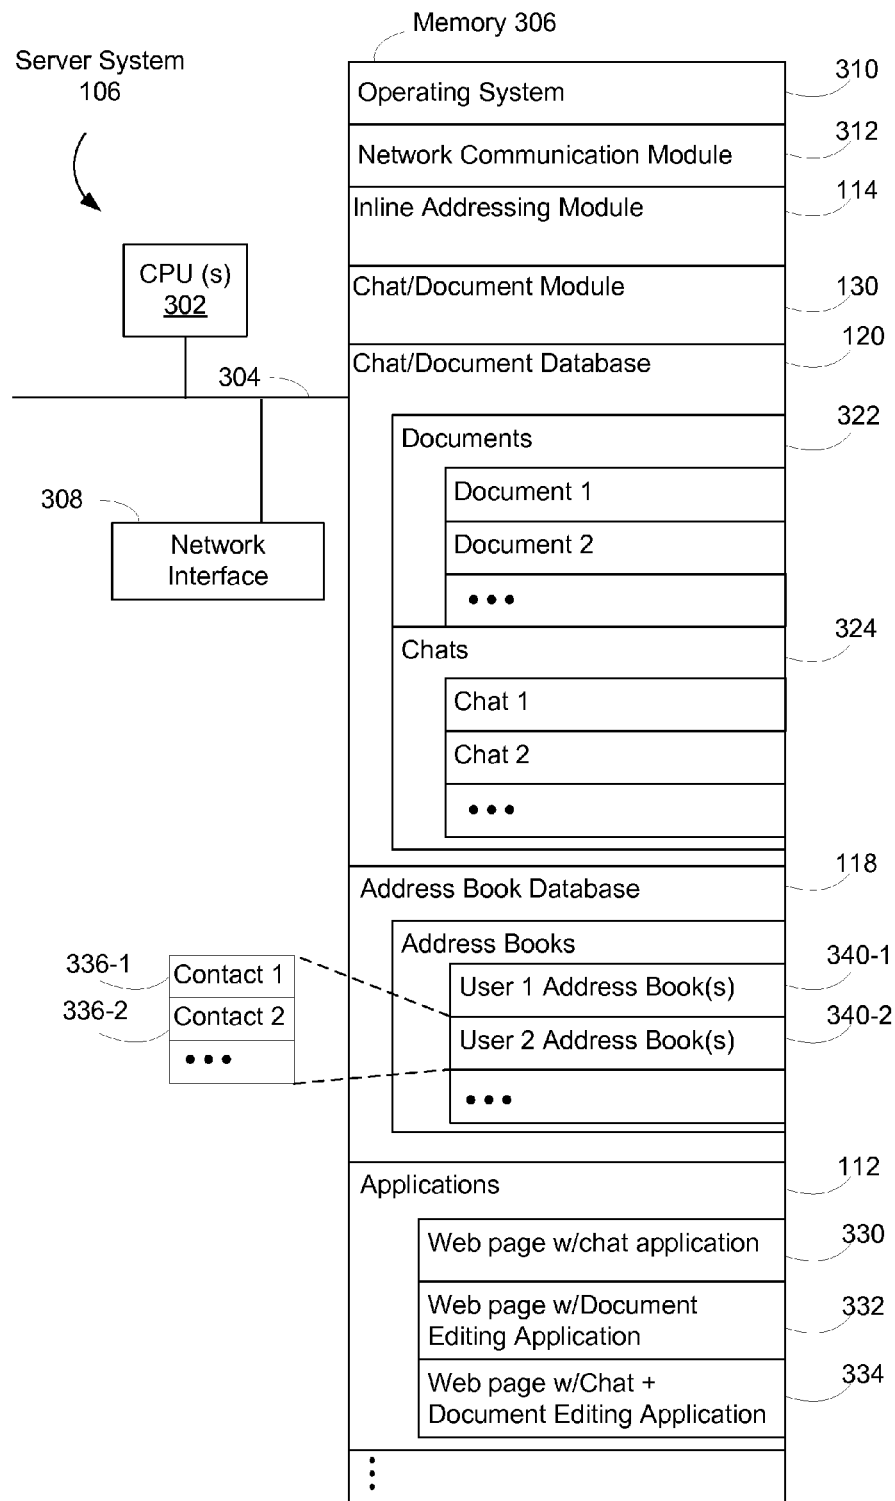 Memory 306
Server System
106
310
Operating System
312
Network Communication Module
114
Inline Addressing Module
CPU (s)
302
Chat/Document Module
130
120
Chat/Document Database
304
322
Documents
Document 1
308
Document 2
Network
Interface
• • •
324
Chats
Chat 1
Chat 2
• • •
118
Address Book Database
Address Books
340-1
336-1
Contact 1
User 1 Address Book(s)
336-2
Contact 2
340-2
User 2 Address Book(s)
• • •
• • •
112
Applications
330
Web page w/chat application
332
Web page w/Document
Editing Application
334
Web page w/Chat +
Document Editing Application